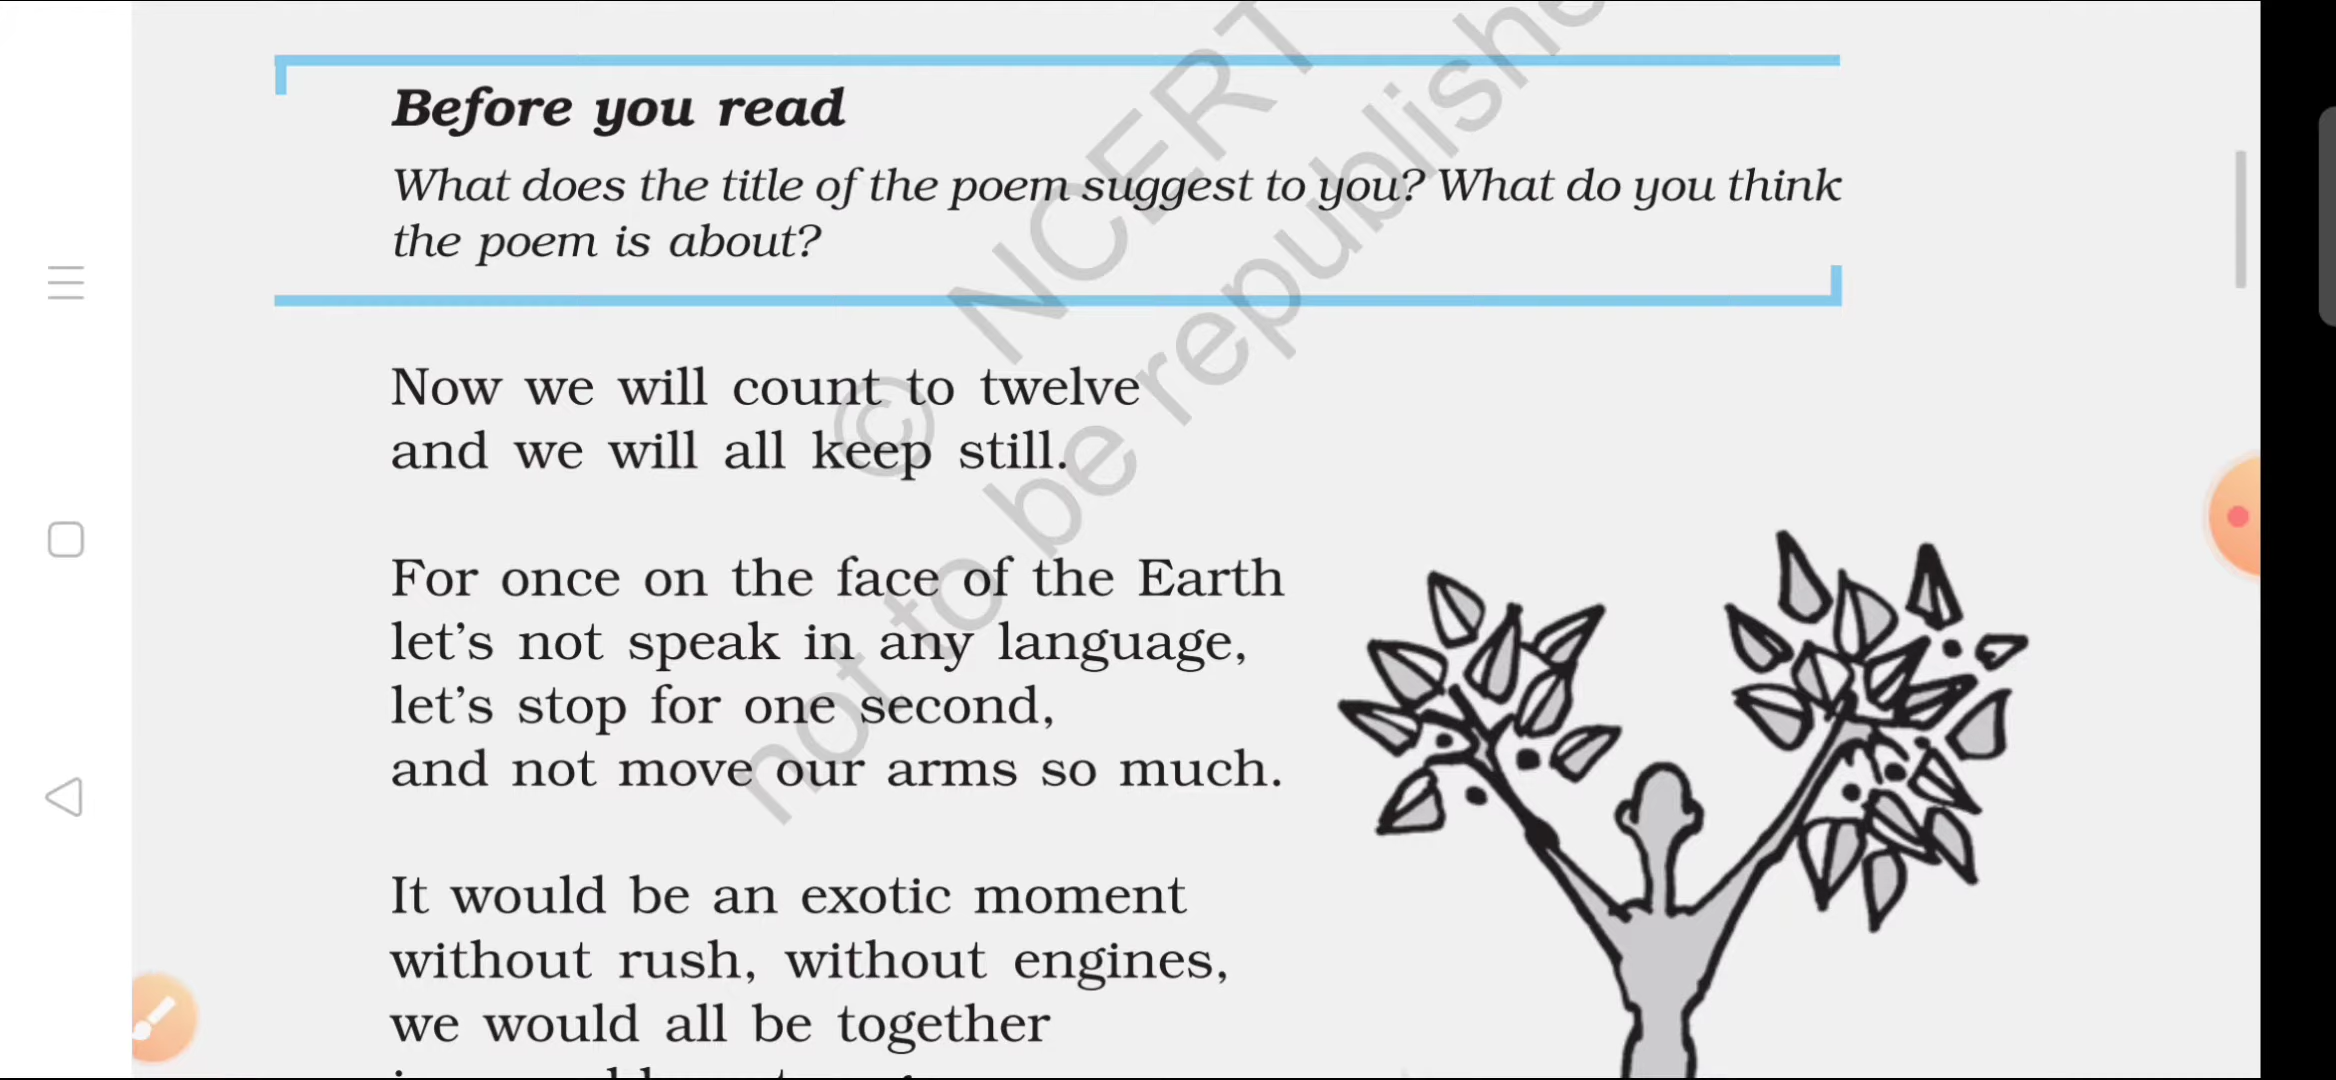 Before you read
What does the title of the poem suggest to you? What do you think
the poem is about?
Now we will count to twelve
and we will all keep still.
For once on the face of the Earth
let's not speak in any language,
let's stop for one second,
and not move our arms so much.
It would be an exotic moment
without rush, without engines,
we would all be together
© NCERT
not to be republishe